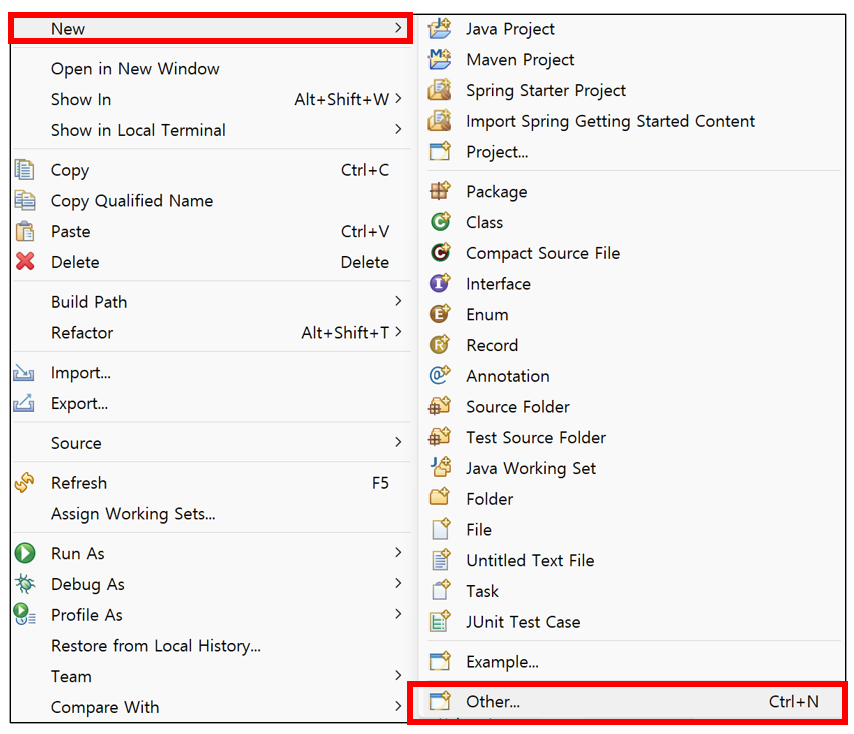 New
Open in New Window
Show In Alt+Shift+W
Show in Local Terminal
Copy Ctrl+C
Copy Qualified Name
Paste Ctrl+V
Delete Delete
Build Path
Refactor Alt+Shift+T
Import...
Export...
Source
Refresh F5
Assign Working Sets...
Run As
Debug As
Profile As
Restore from Local History...
Team
Compare With
Java Project
Maven Project
Spring Starter Project
Import Spring Getting Started Content
Project...
Package
Class
Compact Source File
Interface
Enum
Record
Annotation
Source Folder
Test Source Folder
Java Working Set
Folder
File
Untitled Text File
Task
JUnit Test Case
Example...
Other... Ctrl+N